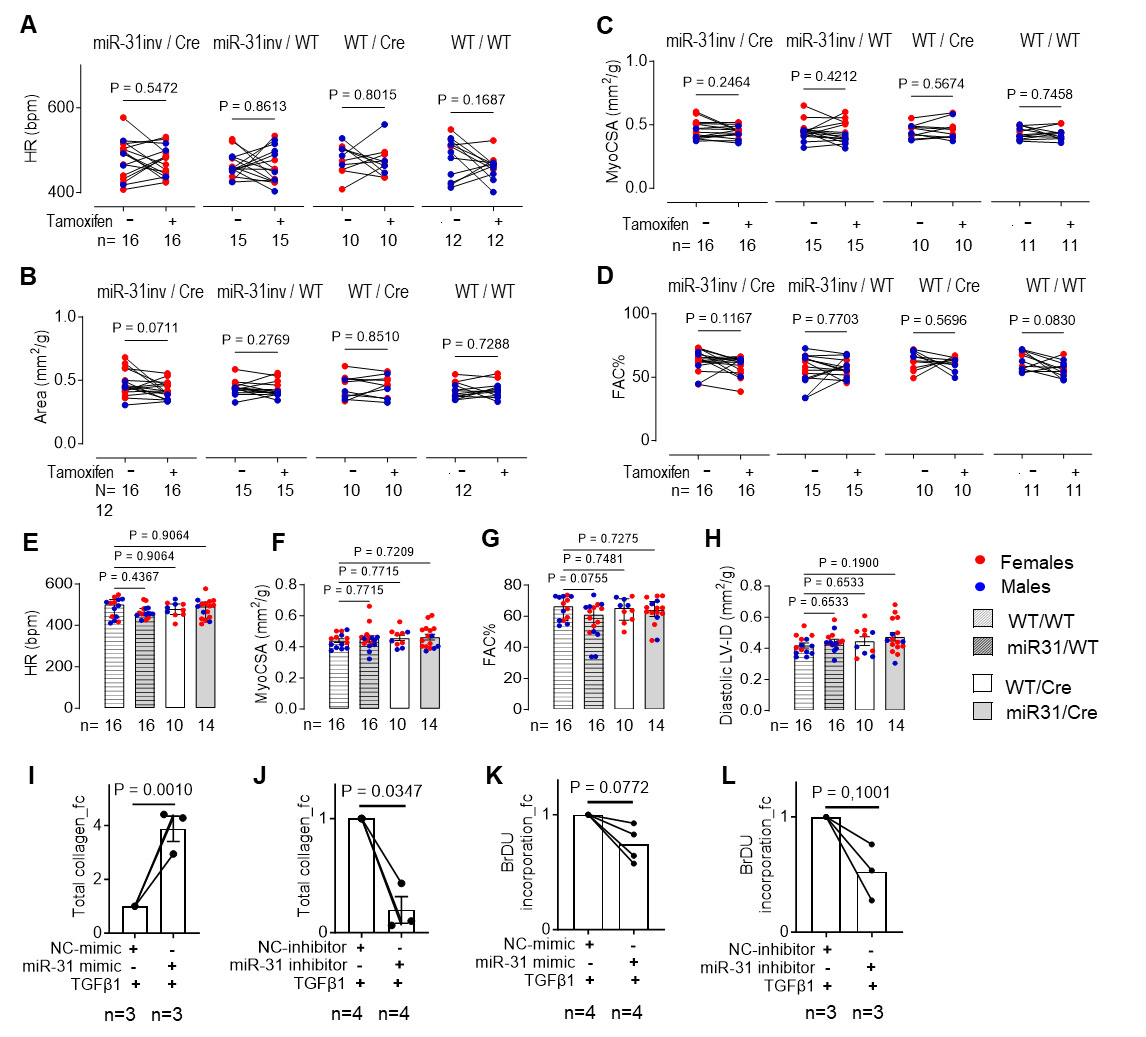 A
miR-31inv / Cre
miR-31inv / WT
WT / Cre
WT / WT
P = 0.5472
P = 0.8613
P = 0.8015
P = 0.1687
HR (bpm)
600
400
Tamoxifen - + - + - + - +
n= 16 16 15 15 10 10 12 12
B
miR-31inv / Cre
miR-31inv / WT
WT / Cre
WT / WT
P = 0.0711
P = 0.2769
P = 0.8510
P = 0.7288
Area (mm²/g)
1.0
0.5
0.0
Tamoxifen - + - + - + - +
N= 16 16 15 15 10 10 12
12
C
miR-31inv / Cre
miR-31inv / WT
WT / Cre
WT / WT
P = 0.2464
P = 0.4212
P = 0.5674
P = 0.7458
MyoCSA (mm²/g)
1.0
0.5
0.0
Tamoxifen - + - + - + - +
n= 16 16 15 15 10 10 11 11
D
miR-31inv / Cre
miR-31inv / WT
WT / Cre
WT / WT
P = 0.1167
P = 0.7703
P = 0.5696
P = 0.0830
FAC%
100
50
0
Tamoxifen - + - + - + - +
n= 16 16 15 15 10 10 11 11
E
P = 0.9064
P = 0.9064
P = 0.4367
HR (bpm)
600
400
200
0
n= 16 16 10 14
F
P = 0.7209
P = 0.7715
P = 0.7715
MyoCSA (mm²/g)
0.8
0.6
0.4
0.2
0.0
n= 16 16 10 14
G
P = 0.7275
P = 0.7481
P = 0.0755
FAC%
80
60
40
20
0
n= 16 16 10 14
H
P = 0.1900
P = 0.6533
P = 0.6533
Diastolic LV-ID (mm²/g)
0.8
0.6
0.4
0.2
0.0
n= 16 16 10 14
Females
Males
WT/WT
miR31/WT
WT/Cre
miR31/Cre
I
P = 0.0010
Total collagen_fc
4
2
0
NC-mimic + -
miR-31 mimic - +
TGFβ1 + +
n=3 n=3
J
P = 0.0347
Total collagen_fc
1
0
NC-inhibitor + -
miR-31 inhibitor - +
TGFβ1 + +
n=4 n=4
K
P = 0.0772
BrDU
incorporation_fc
1
0
NC-mimic + -
miR-31 mimic - +
TGFβ1 + +
n=4 n=4
L
P = 0,1001
BrDU
incorporation_fc
1
0
NC-inhibitor + -
miR-31 inhibitor - +
TGFβ1 + +
n=3 n=3